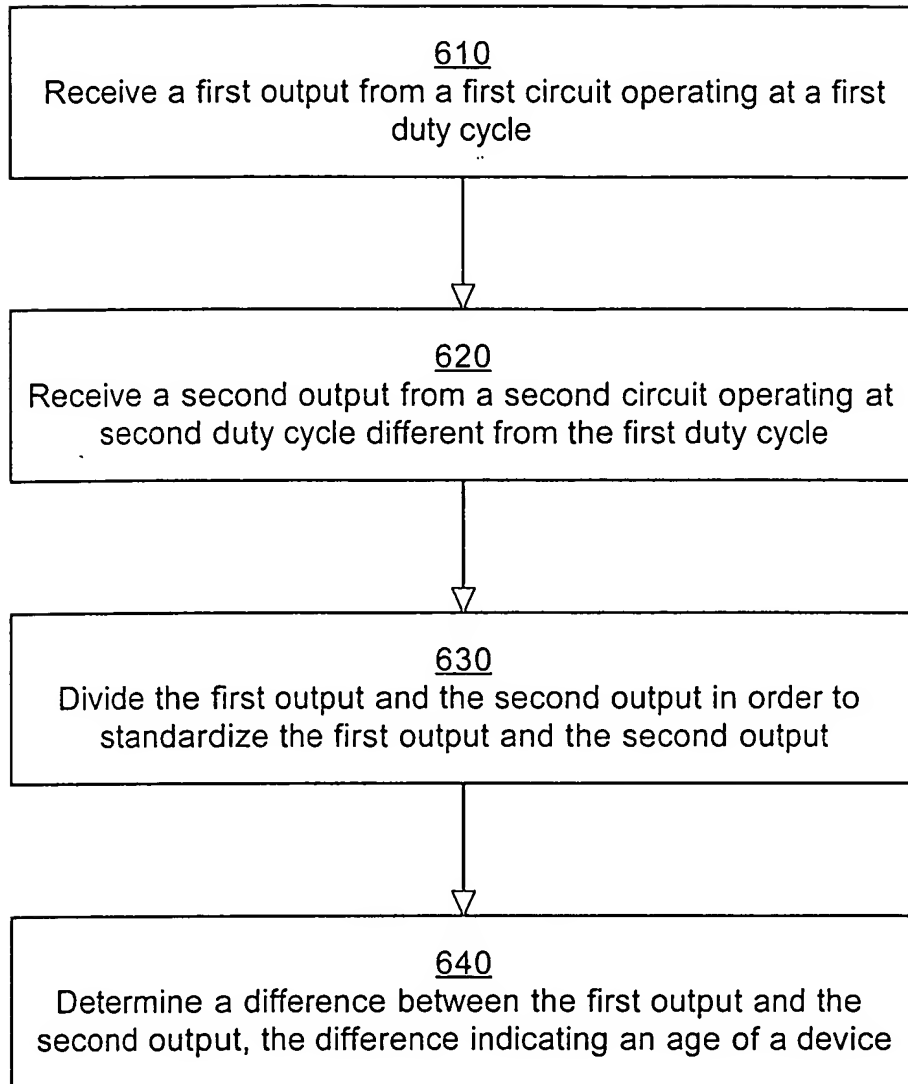 610
Receive a first output from a first circuit operating at a first
duty cycle
620
Receive a second output from a second circuit operating at
second duty cycle different from the first duty cycle
630
Divide the first output and the second output in order to
standardize the first output and the second output
640
Determine a difference between the first output and the
second output, the difference indicating an age of a device